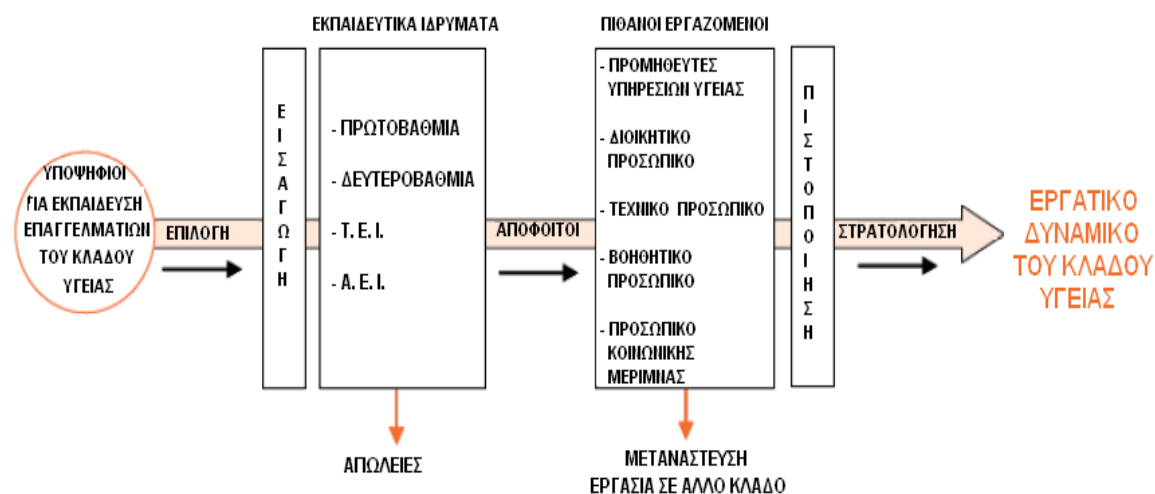 ΕΚΠΑΙΔΕΥΤΙΚΑ ΙΔΡΥΜΑΤΑ
ΠΙΘΑΝΟΙ ΕΡΓΑΖΟΜΕΝΟΙ
ΥΠΟΨΗΦΙΟΙ
ΓΙΑ ΕΚΠΑΙΔΕΥΣΗ
ΕΠΑΓΓΕΛΜΑΤΙΩΝ
ΤΟΥ ΚΛΑΔΟΥ
ΥΓΕΙΑΣ
ΕΠΙΛΟΓΗ
Ε
Ι
Σ
Α
Γ
Ω
Γ
Η
- ΠΡΩΤΟΒΑΘΜΙΑ
- ΔΕΥΤΕΡΟΒΑΘΜΙΑ
- Τ. Ε. Ι.
- Α. Ε. Ι.
ΑΠΟΦΟΙΤΟΙ
- ΠΡΟΜΗΘΕΥΤΕΣ
ΥΠΗΡΕΣΙΩΝ ΥΓΕΙΑΣ
- ΔΙΟΙΚΗΤΙΚΟ
ΠΡΟΣΩΠΙΚΟ
- ΤΕΧΝΙΚΟ ΠΡΟΣΩΠΙΚΟ
- ΒΟΗΘΗΤΙΚΟ
ΠΡΟΣΩΠΙΚΟ
- ΠΡΟΣΩΠΙΚΟ
ΚΟΙΝΩΝΙΚΗΣ
ΜΕΡΙΜΝΑΣ
Π
Ι
Σ
Τ
Ο
Π
Ο
Ι
Η
Σ
Η
ΣΤΡΑΤΟΛΟΓΗΣΗ
ΕΡΓΑΤΙΚΟ
ΔΥΝΑΜΙΚΟ
ΤΟΥ ΚΛΑΔΟΥ
ΥΓΕΙΑΣ
ΑΠΩΛΕΙΕΣ
ΜΕΤΑΝΑΣΤΕΥΣΗ
ΕΡΓΑΣΙΑ ΣΕ ΑΛΛΟ ΚΛΑΔΟ